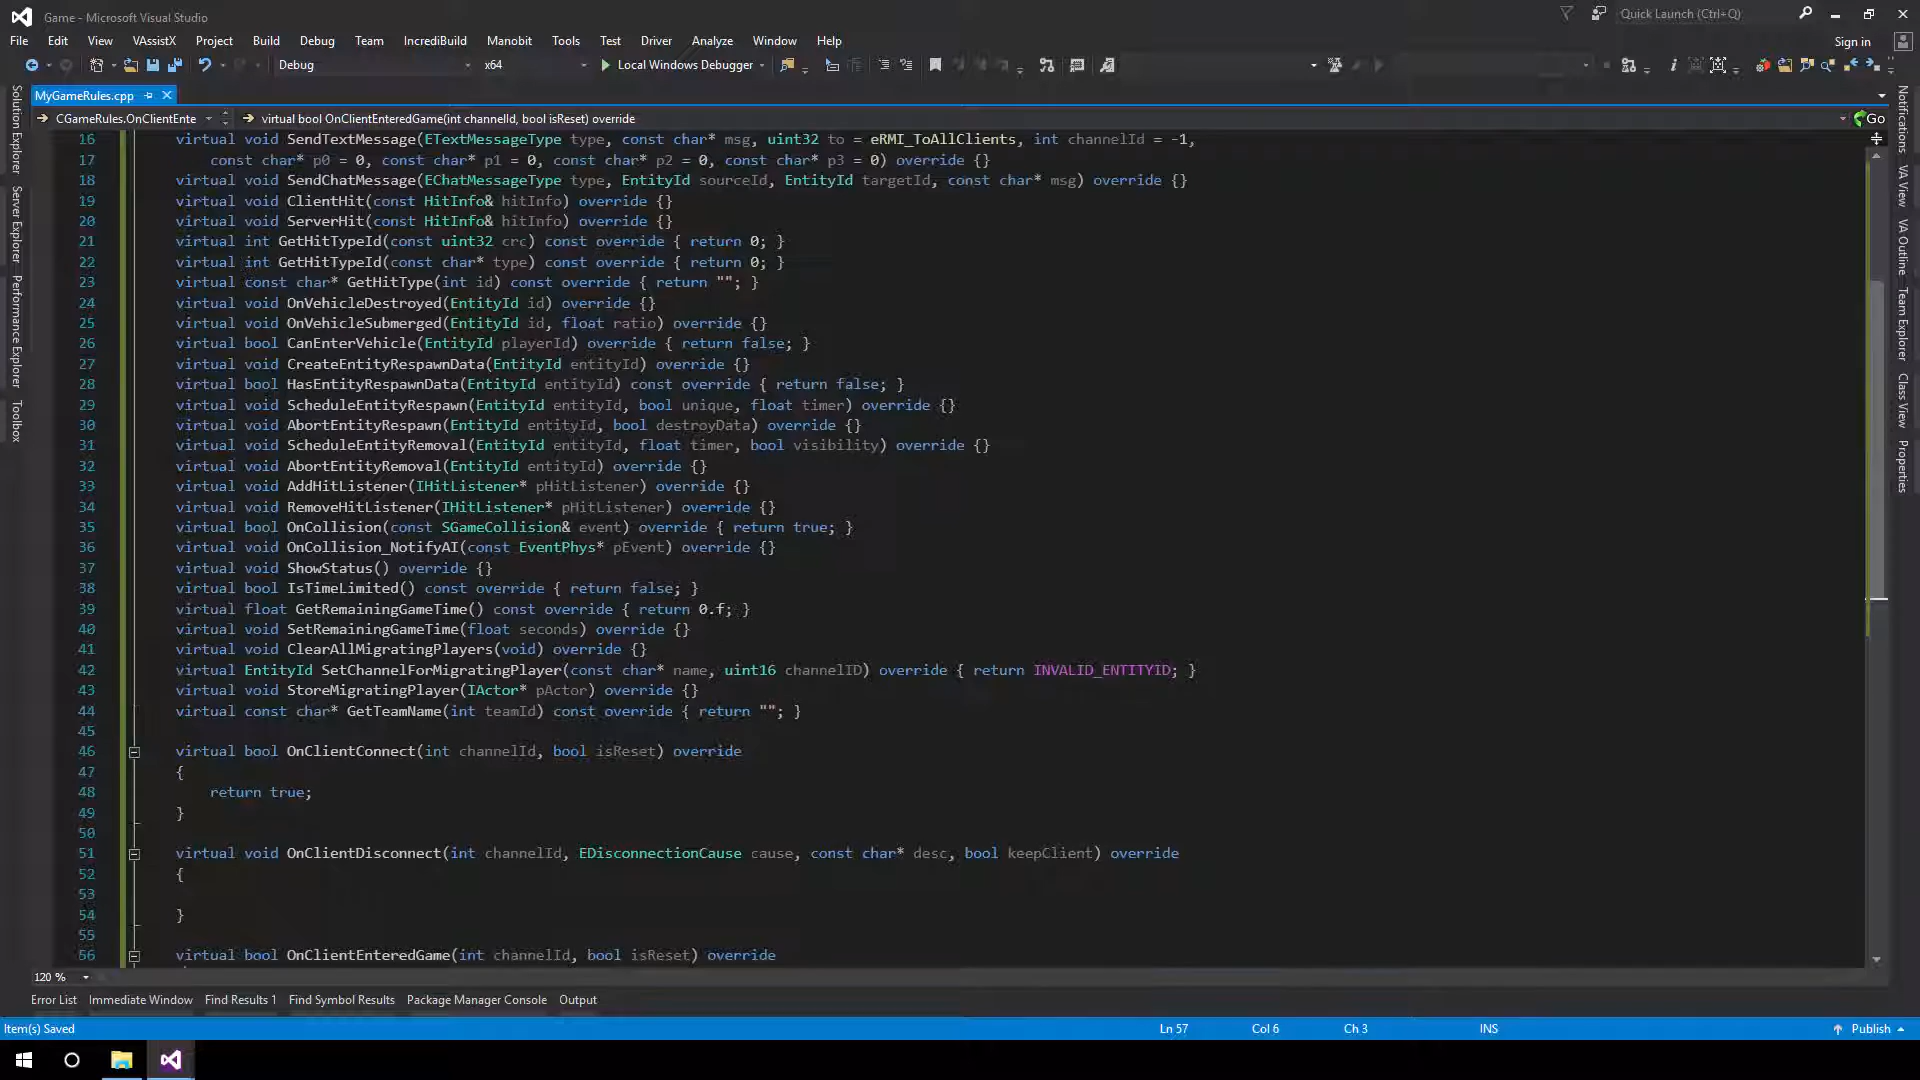 Game - Microsoft Visual Studio
Quick Launch (Ctrl+Q)
File Edit View VAssistX Project Build Debug Team IncrediBuild Manobit Tools Test Driver Analyze Window Help
Sign in
Debug x64 Local Windows Debugger
MyGameRules.cpp
CGameRules.OnClientEnte
virtual bool OnClientEnteredGame(int channelId, bool isReset) override
Go
16 virtual void SendTextMessage(ETextMessageType type, const char* msg, uint32 to = eRMI_ToAllClients, int channelId = -1,
17 const char* p0 = 0, const char* p1 = 0, const char* p2 = 0, const char* p3 = 0) override {}
18 virtual void SendChatMessage(EChatMessageType type, EntityId sourceId, EntityId targetId, const char* msg) override {}
19 virtual void ClientHit(const HitInfo& hitInfo) override {}
20 virtual void ServerHit(const HitInfo& hitInfo) override {}
21 virtual int GetHitTypeId(const uint32 crc) const override { return 0; }
22 virtual int GetHitTypeId(const char* type) const override { return 0; }
23 virtual const char* GetHitType(int id) const override { return ""; }
24 virtual void OnVehicleDestroyed(EntityId id) override {}
25 virtual void OnVehicleSubmerged(EntityId id, float ratio) override {}
26 virtual bool CanEnterVehicle(EntityId playerId) override { return false; }
27 virtual void CreateEntityRespawnData(EntityId entityId) override {}
28 virtual bool HasEntityRespawnData(EntityId entityId) const override { return false; }
29 virtual void ScheduleEntityRespawn(EntityId entityId, bool unique, float timer) override {}
30 virtual void AbortEntityRespawn(EntityId entityId, bool destroyData) override {}
31 virtual void ScheduleEntityRemoval(EntityId entityId, float timer, bool visibility) override {}
32 virtual void AbortEntityRemoval(EntityId entityId) override {}
33 virtual void AddHitListener(IHitListener* pHitListener) override {}
34 virtual void RemoveHitListener(IHitListener* pHitListener) override {}
35 virtual bool OnCollision(const SGameCollision& event) override { return true; }
36 virtual void OnCollision_NotifyAI(const EventPhys* pEvent) override {}
37 virtual void ShowStatus() override {}
38 virtual bool IsTimeLimited() const override { return false; }
39 virtual float GetRemainingGameTime() const override { return 0.f; }
40 virtual void SetRemainingGameTime(float seconds) override {}
41 virtual void ClearAllMigratingPlayers(void) override {}
42 virtual EntityId SetChannelForMigratingPlayer(const char* name, uint16 channelID) override { return INVALID_ENTITYID; }
43 virtual void StoreMigratingPlayer(IActor* pActor) override {}
44 virtual const char* GetTeamName(int teamId) const override { return ""; }
45
46 virtual bool OnClientConnect(int channelId, bool isReset) override
47 {
48 return true;
49 }
50
51 virtual void OnClientDisconnect(int channelId, EDisconnectionCause cause, const char* desc, bool keepClient) override
52 {
53
54 }
55
56 virtual bool OnClientEnteredGame(int channelId, bool isReset) override
Solution Explorer
Server Explorer
Performance Explorer
Toolbox
Notifications
VA View
VA Outline
Team Explorer
Class View
Properties
120 %
Error List Immediate Window Find Results 1 Find Symbol Results Package Manager Console Output
Item(s) Saved Ln 57 Col 6 Ch 3 INS Publish